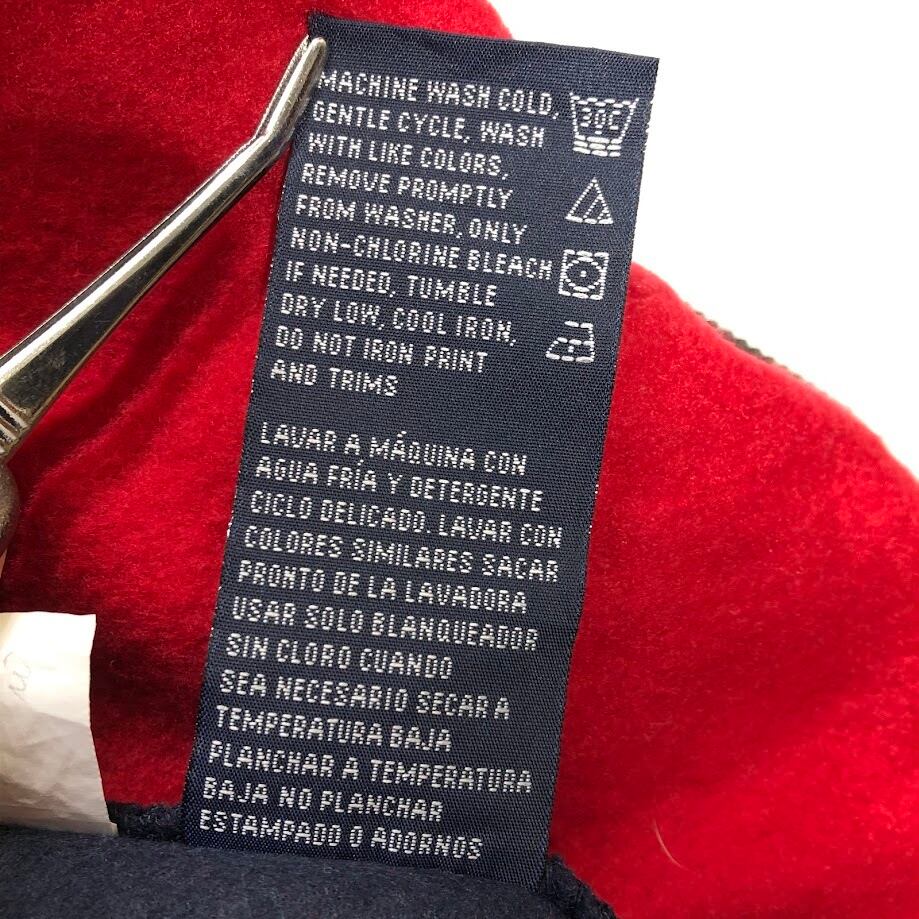 MACHINE WASH COLD,
GENTLE CYCLE, WASH
WITH LIKE COLORS,
REMOVE PROMPTLY
FROM WASHER, ONLY
NON-CHLORINE BLEACH
IF NEEDED, TUMBLE
DRY LOW, COOL IRON,
DO NOT IRON PRINT
AND TRIMS
30C
LAVAR A MÁQUINA CON
AGUA FRÍA Y DETERGENTE
CICLO DELICADO. LAVAR CON
COLORES SIMILARES SACAR
PRONTO DE LA LAVADORA
USAR SOLO BLANQUEADOR
SIN CLORO CUANDO
SEA NECESARIO SECAR A
TEMPERATURA BAJA
PLANCHAR A TEMPERATURA
BAJA NO PLANCHAR
ESTAMPADO O ADORNOS